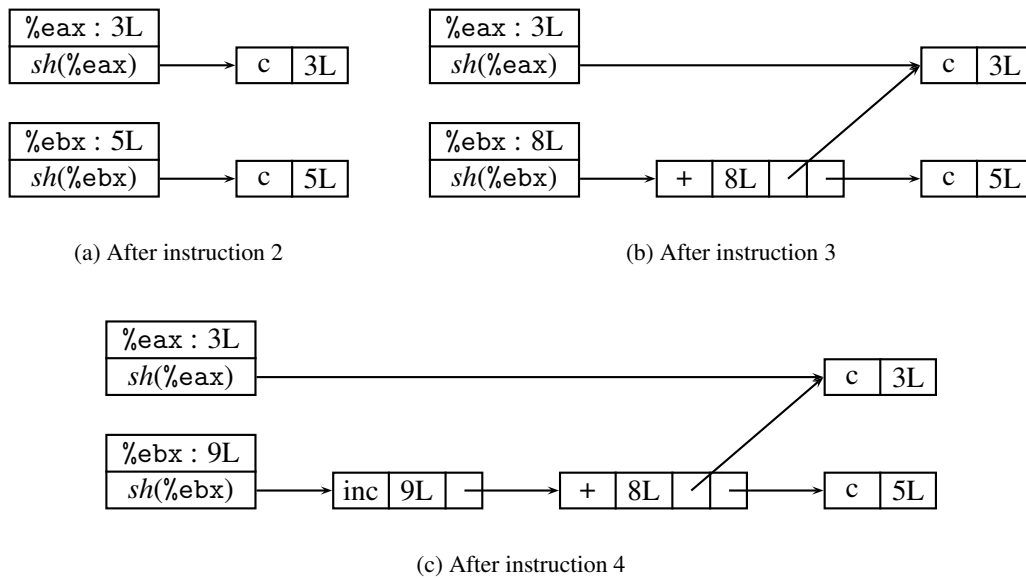 %eax : 3L
%eax : 3L
sh(%eax) c 3L
sh(%eax) c 3L
%ebx : 5L
%ebx : 8L
sh(%ebx) c 5L
sh(%ebx) + 8L c 5L
(a) After instruction 2
(b) After instruction 3
%eax : 3L
sh(%eax) c 3L
%ebx : 9L
sh(%ebx) inc 9L + 8L c 5L
(c) After instruction 4